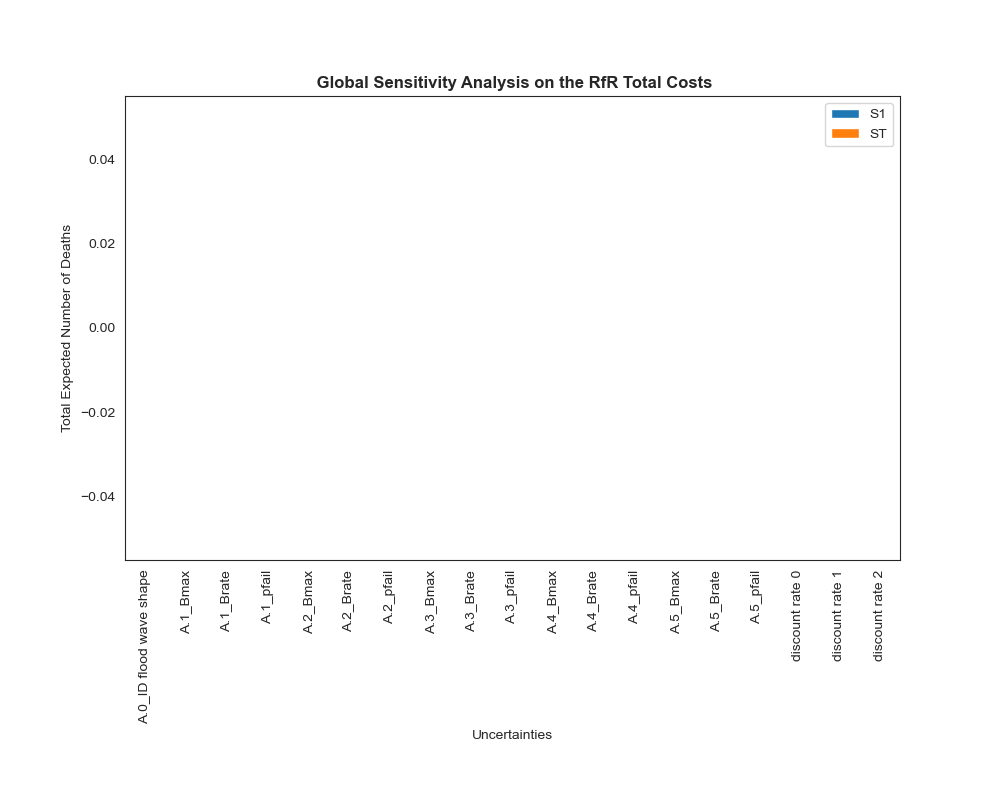 Global Sensitivity Analysis on the RfR Total Costs
S1
ST
0.04
0.02
0.00
−0.02
−0.04
Total Expected Number of Deaths
A.0_ID flood wave shape
A.1_Bmax
A.1_Brate
A.1_pfail
A.2_Bmax
A.2_Brate
A.2_pfail
A.3_Bmax
A.3_Brate
A.3_pfail
A.4_Bmax
A.4_Brate
A.4_pfail
A.5_Bmax
A.5_Brate
A.5_pfail
discount rate 0
discount rate 1
discount rate 2
Uncertainties